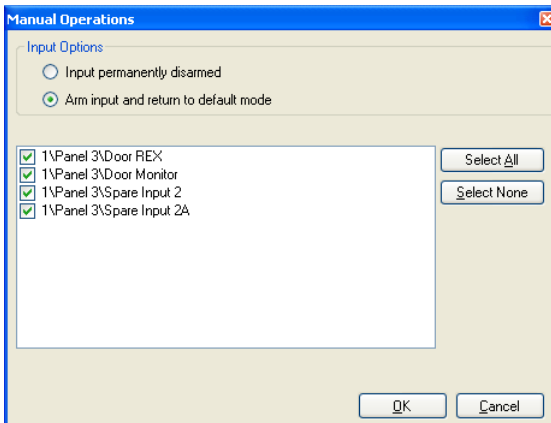 Manual Operations
Input Options
Input permanently disarmed
Arm input and return to default mode
1\Panel 3\Door REX
1\Panel 3\Door Monitor
1\Panel 3\Spare Input 2
1\Panel 3\Spare Input 2A
Select All
Select None
OK
Cancel